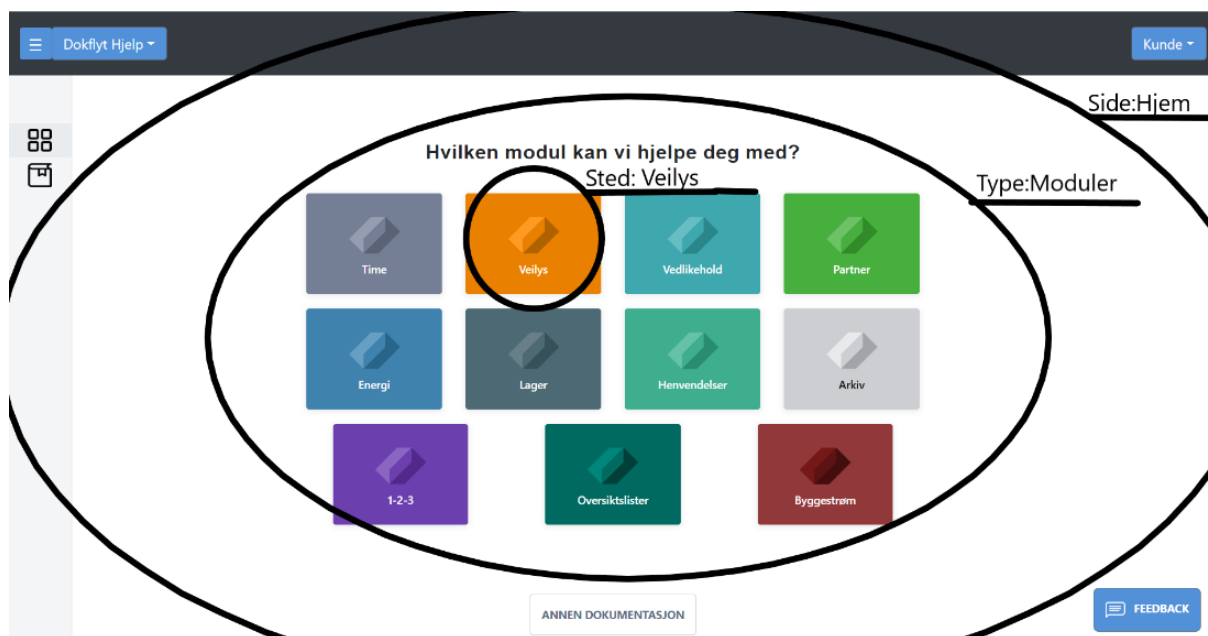 Dokflyt Hjelp
Kunde
Side:Hjem
Hvilken modul kan vi hjelpe deg med?
Sted: Veilys
Type:Moduler
Time
Veilys
Vedlikehold
Partner
Energi
Lager
Henvendelser
Arkiv
1-2-3
Oversiktslister
Byggestrøm
ANNEN DOKUMENTASJON
FEEDBACK